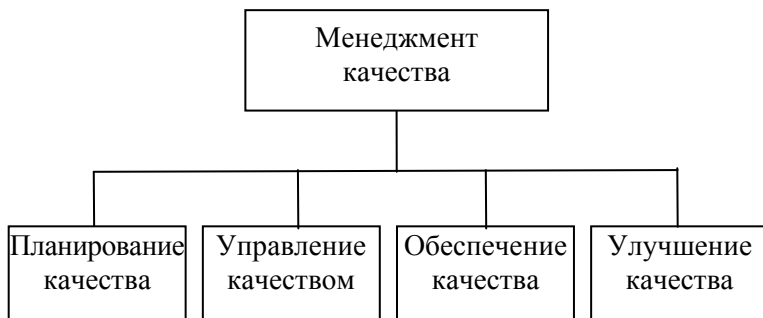 Менеджмент
качества
Планирование
качества
Управление
качеством
Обеспечение
качества
Улучшение
качества